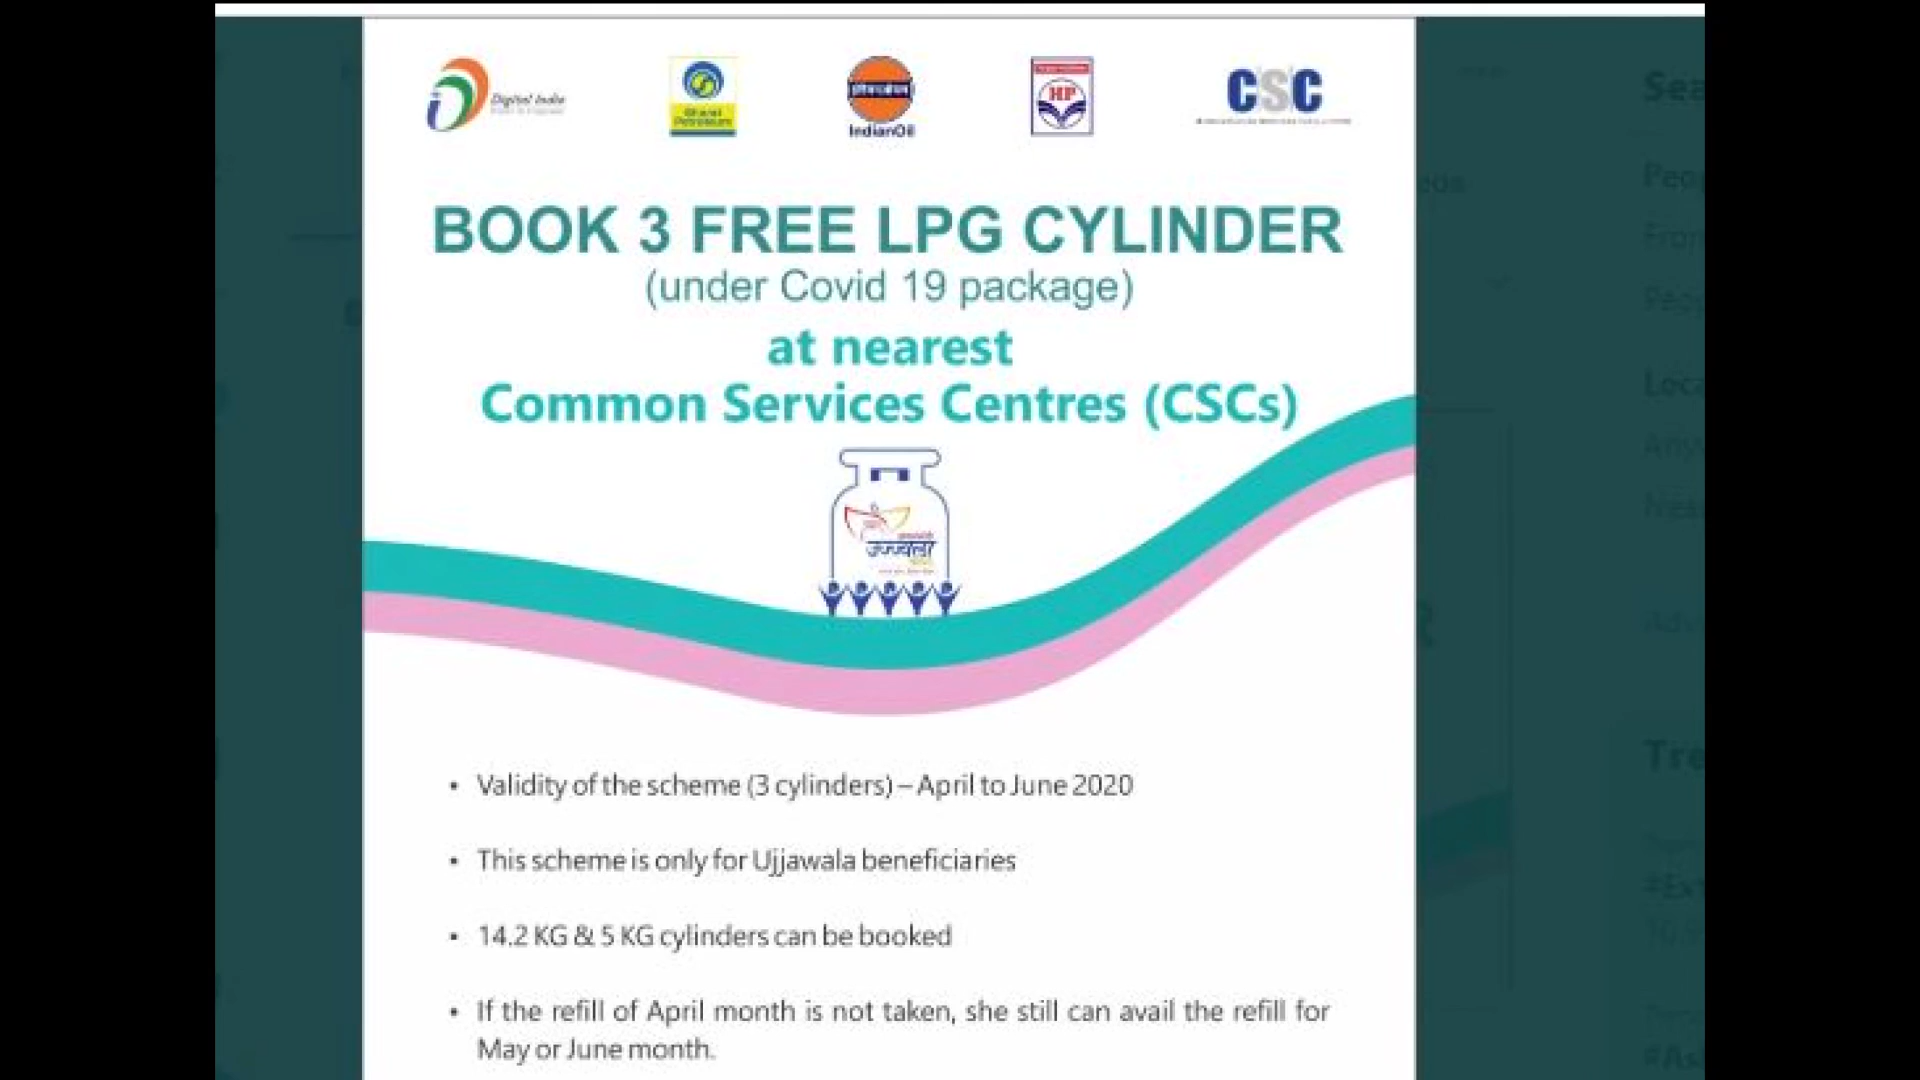 Digital India
Bharat
Petroleum
इंडियनऑयल
IndianOil
HP
CSC
BOOK 3 FREE LPG CYLINDER
(under Covid 19 package)
at nearest
Common Services Centres (CSCs)
उज्ज्वला
• Validity of the scheme (3 cylinders) – April to June 2020
• This scheme is only for Ujjawala beneficiaries
• 14.2 KG & 5 KG cylinders can be booked
• If the refill of April month is not taken, she still can avail the refill for
May or June month.